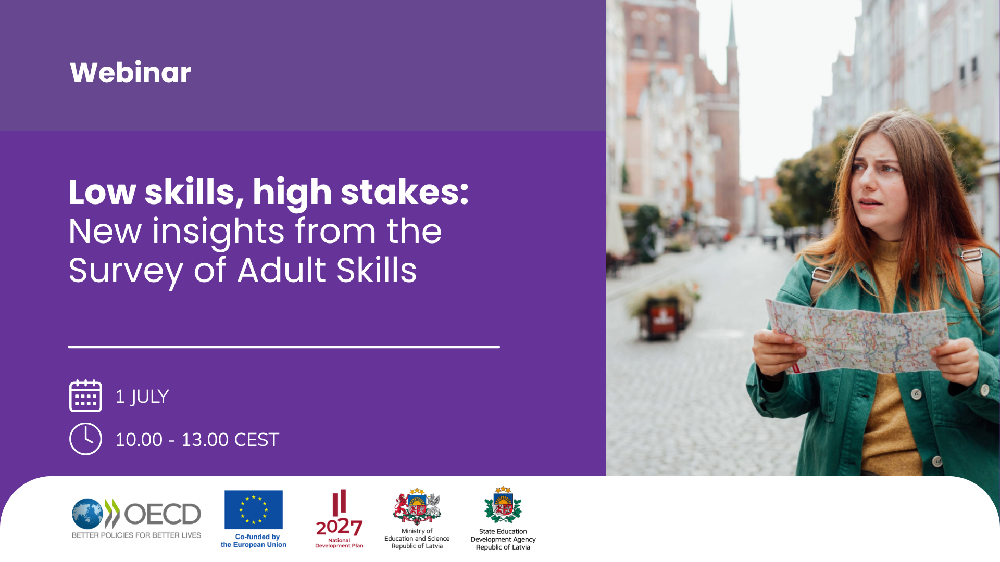 Webinar
Low skills, high stakes:
New insights from the
Survey of Adult Skills
1 JULY
10.00 - 13.00 CEST
OECD
BETTER POLICIES FOR BETTER LIVES
Co-funded by
the European Union
2027
National
Development Plan
Ministry of
Education and Science
Republic of Latvia
State Education
Development Agency
Republic of Latvia